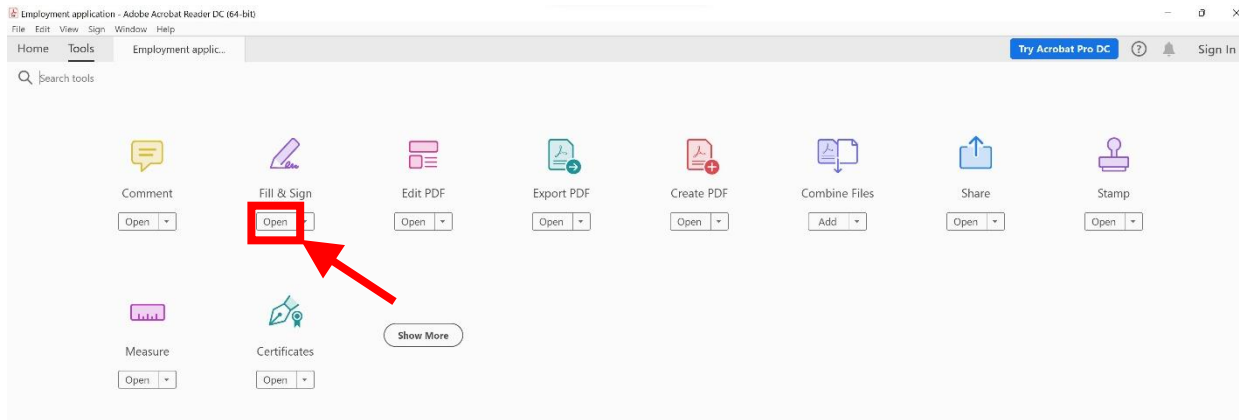 Employment application - Adobe Acrobat Reader DC (64-bit)
File Edit View Sign Window Help
Home Tools Employment applic... Try Acrobat Pro DC ? Sign In
Search tools
Comment Fill & Sign Edit PDF Export PDF Create PDF Combine Files Share Stamp
Open Open Open Open Open Add Open Open
Show More
Measure Certificates
Open Open